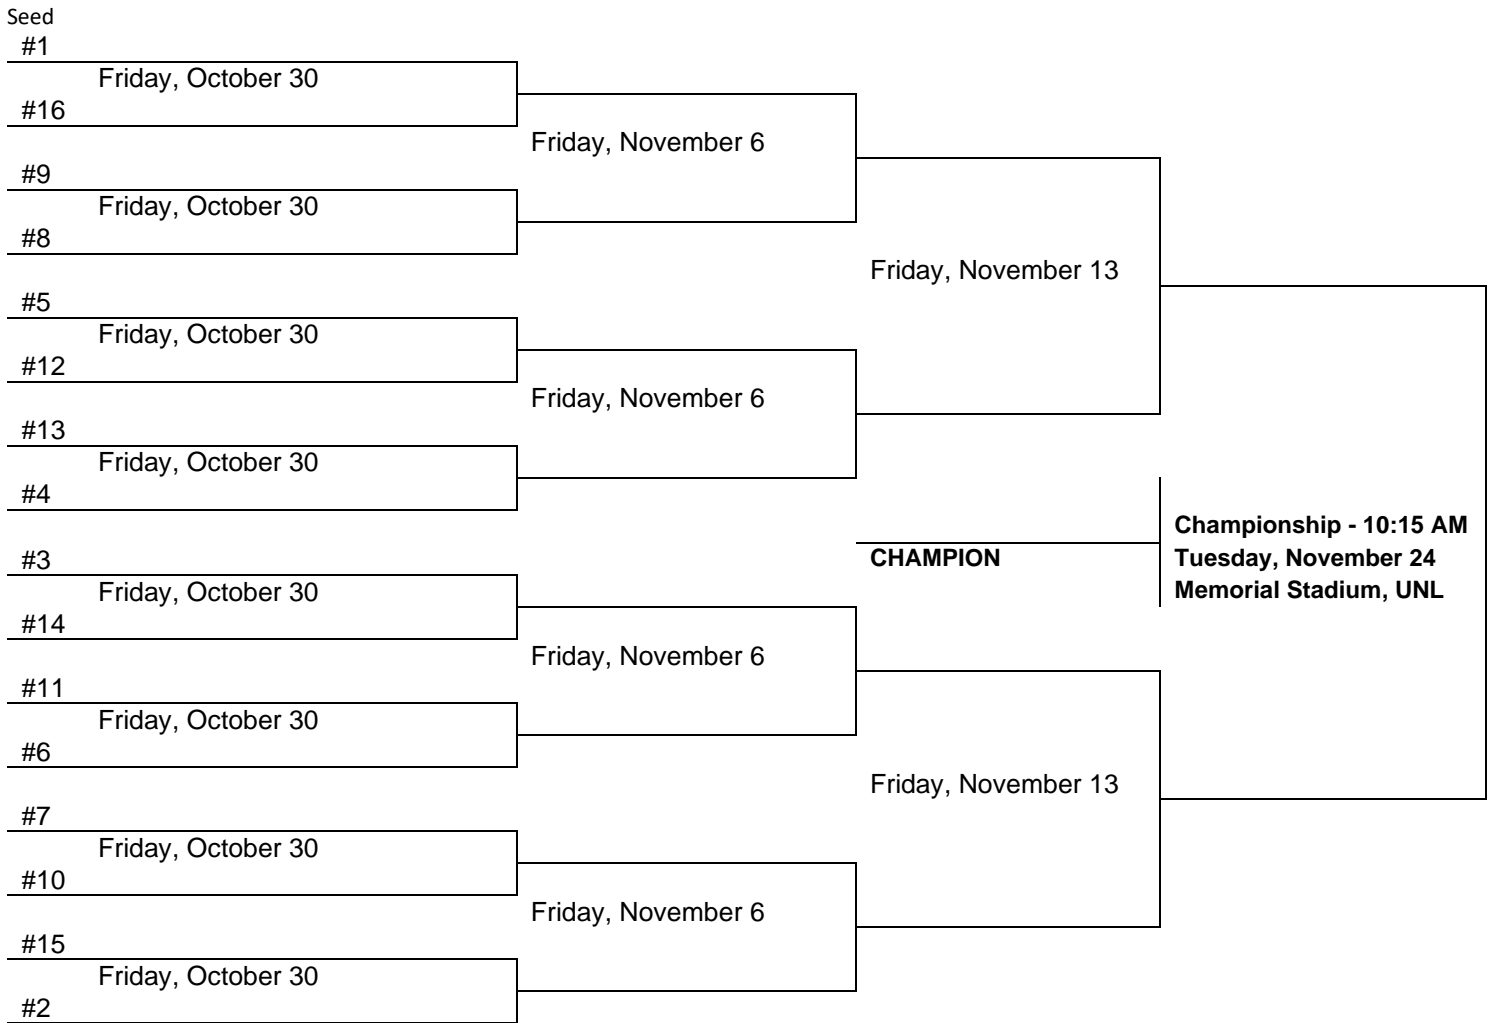 Seed
#1
Friday, October 30
#16
Friday, November 6
#9
Friday, October 30
#8
Friday, November 13
#5
Friday, October 30
#12
Friday, November 6
#13
Friday, October 30
#4
Championship - 10:15 AM
CHAMPION
Tuesday, November 24
Memorial Stadium, UNL
#3
Friday, October 30
#14
Friday, November 6
#11
Friday, October 30
#6
Friday, November 13
#7
Friday, October 30
#10
Friday, November 6
#15
Friday, October 30
#2